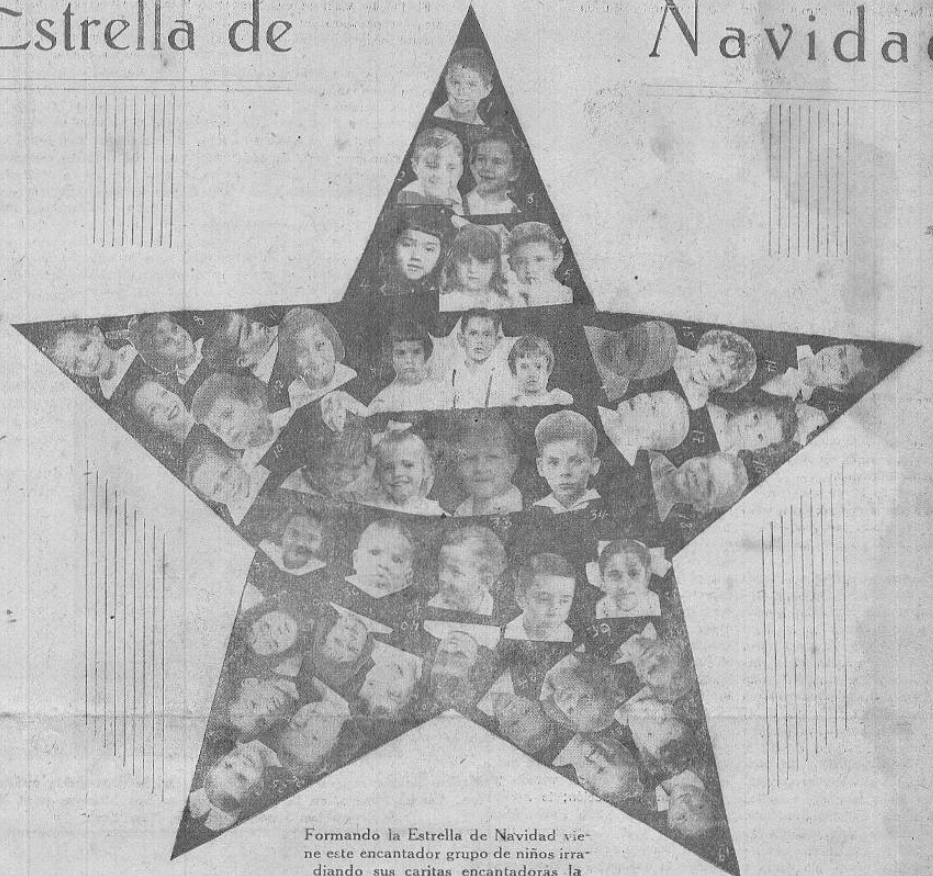 Estrella de Navidad
Formando la Estrella de Navidad vie-
ne este encantador grupo de niños irra-
diando sus caritas encantadoras la